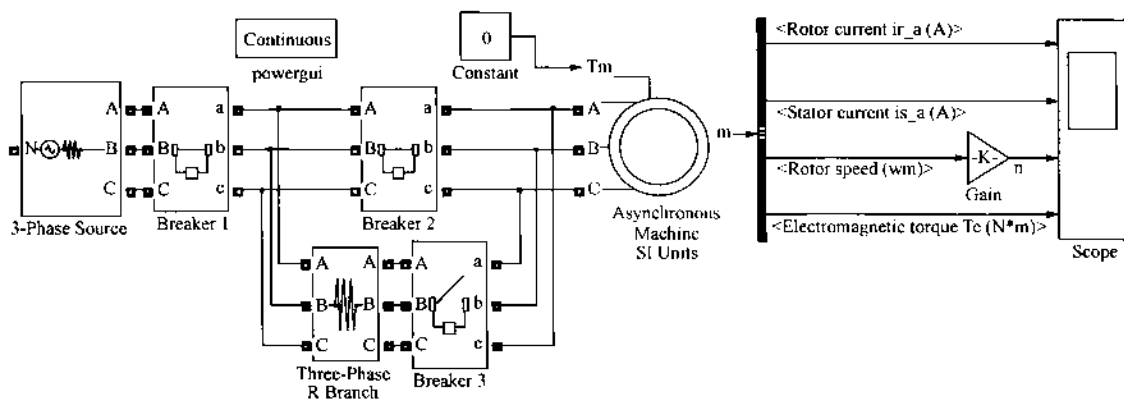 Continuous
powergui
0
Constant
Tm
N
A
B
C
3-Phase Source
A
B
C
a
b
c
Breaker 1
A
B
C
a
b
c
Breaker 2
A
B
C
A
B
C
Three-Phase
R Branch
A
B
C
a
b
c
Breaker 3
A
B
C
m
Asynchronous
Machine
SI Units
<Rotor current ir_a (A)>
<Stator current is_a (A)>
<Rotor speed (wm)>
-K-
Gain
n
<Electromagnetic torque Te (N*m)>
Scope